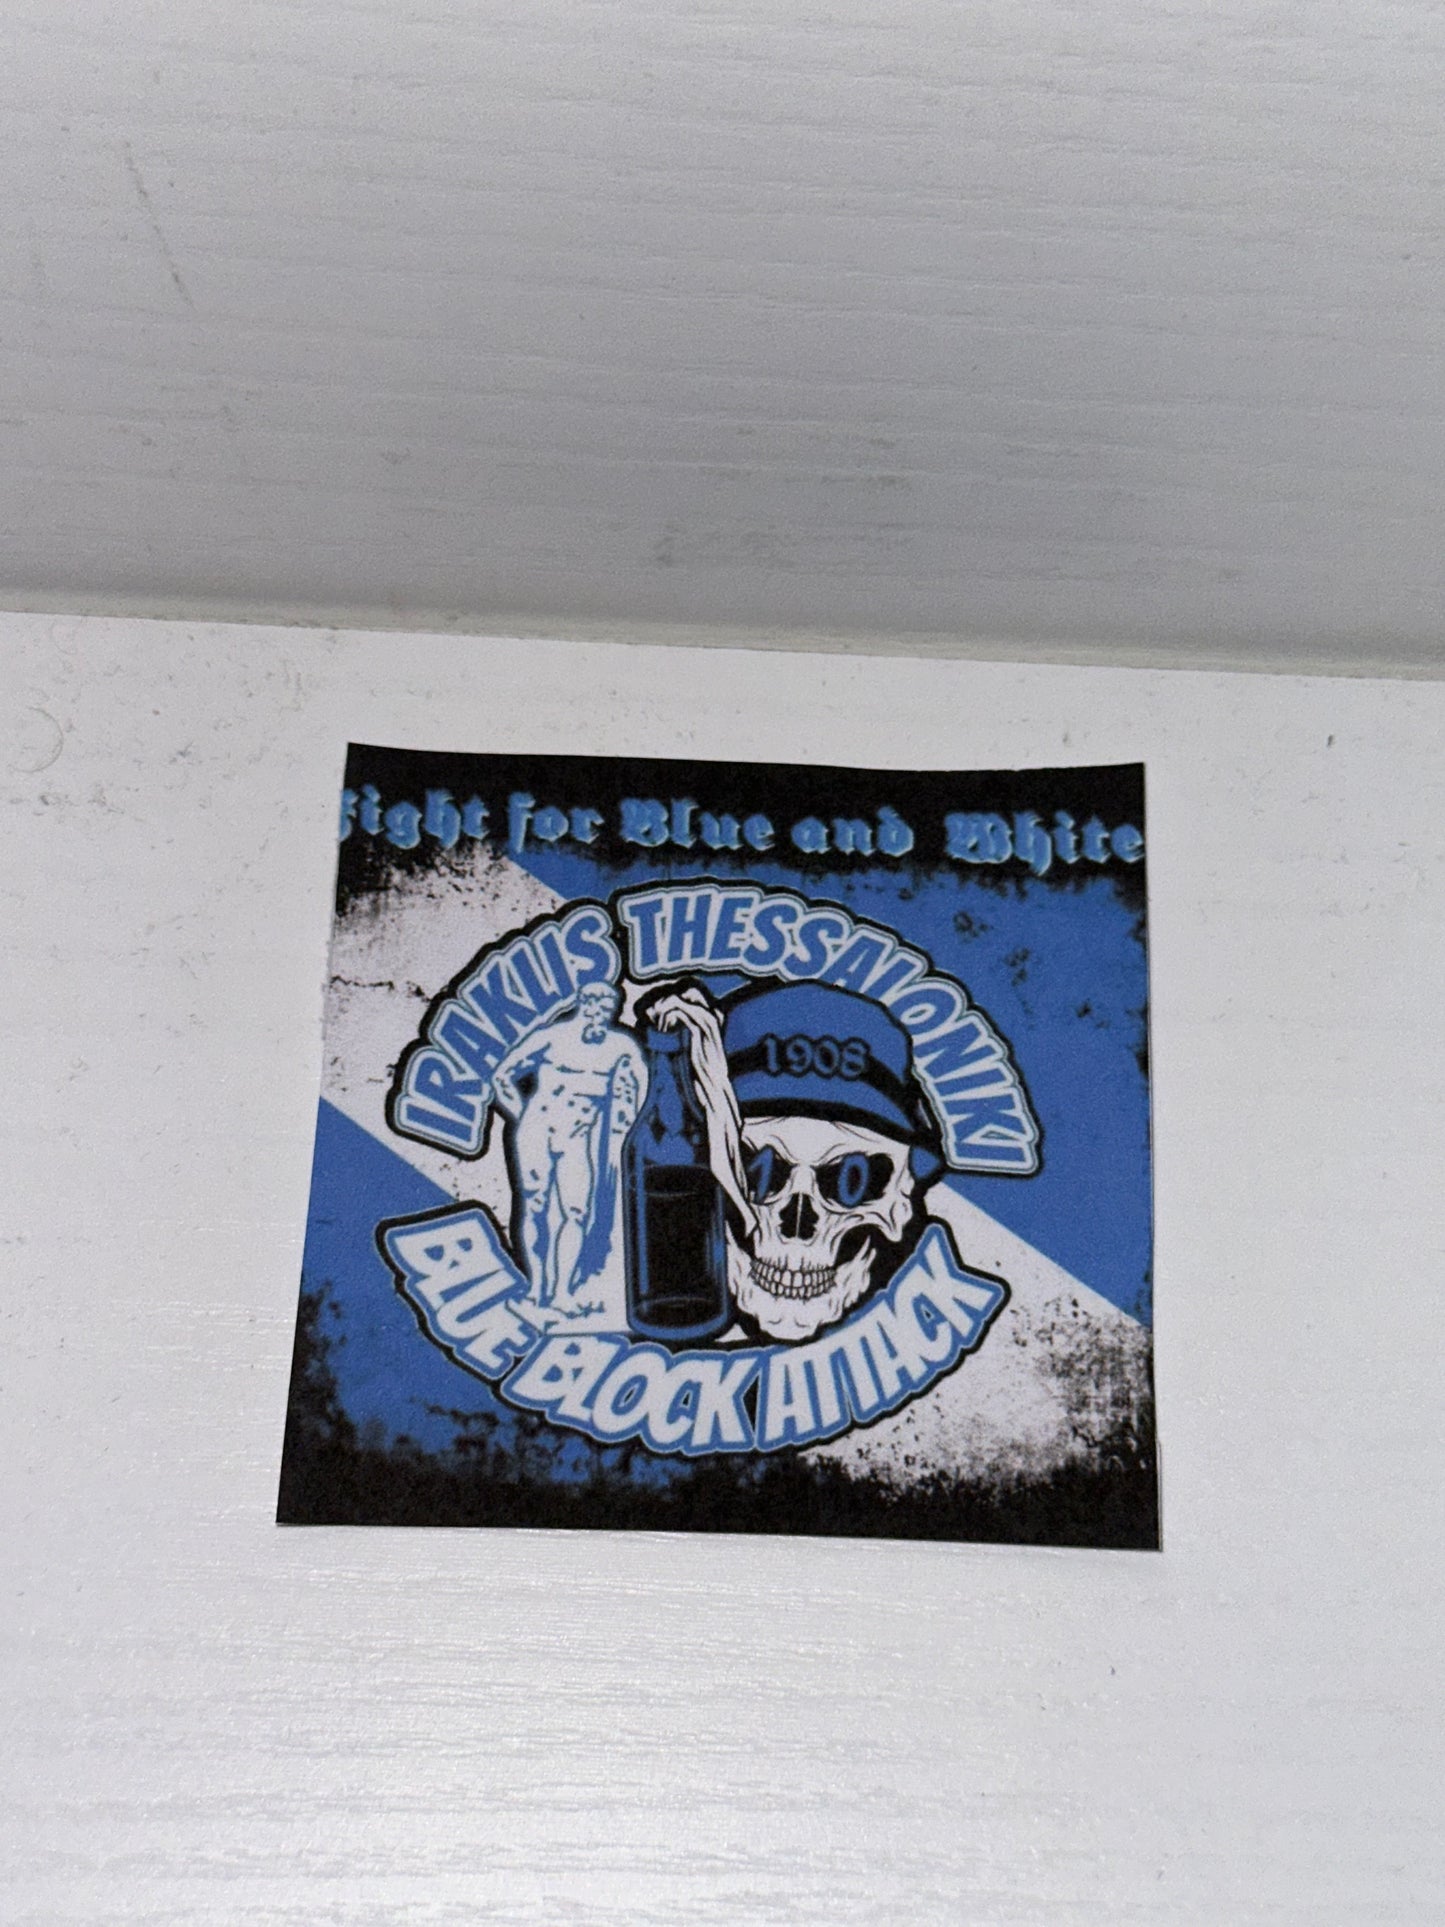 Fight for Blue and White
IRAKLIS THESSALONIKI
1908
10
BLUE BLOCK ATTACK